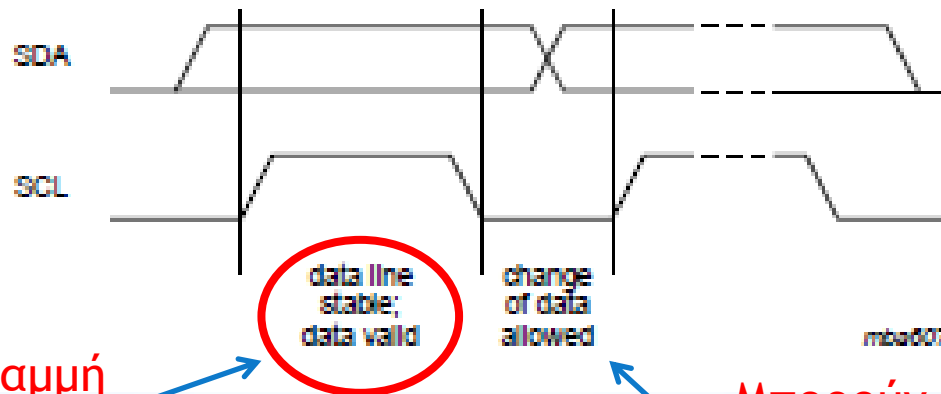 SDA
SCL
data line
stable;
data valid
change
of data
allowed
αμμή